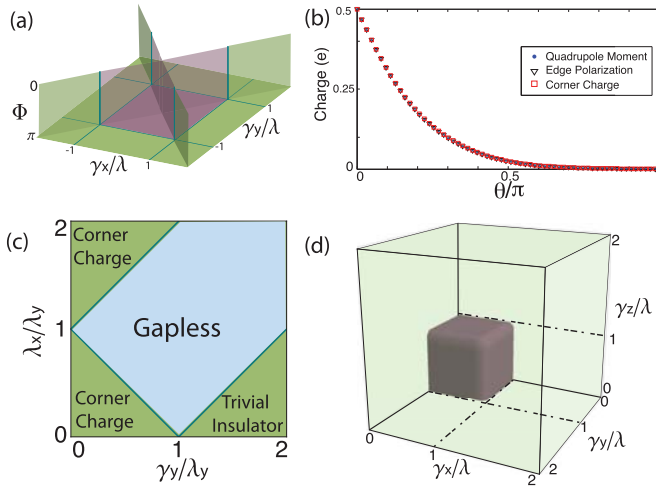 (a)
0
Φ
π
-1
1
γx/λ
-1
1
γy/λ
(b)
0.5
0.25
0
Charge (e)
Quadrupole Moment
Edge Polarization
Corner Charge
0
0.5
θ/π
(c)
2
1
0
λx/λy
Corner
Charge
Gapless
Corner
Charge
Trivial
Insulator
0
1
2
γy/λy
(d)
2
γz/λ
1
0
0
1
γy/λ
2
0
1
γx/λ
2